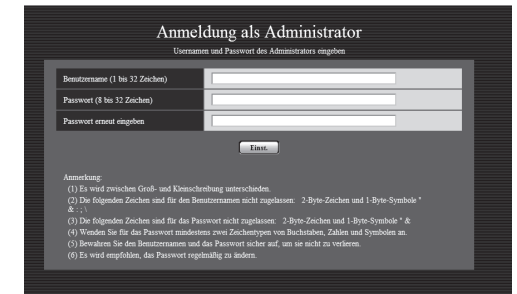 Anmeldung als Administrator
Usernamen und Passwort des Administrators eingeben
Benutzername (1 bis 32 Zeichen)
Passwort (8 bis 32 Zeichen)
Passwort erneut eingeben
Einst.
Anmerkung:
(1) Es wird zwischen Groß- und Kleinschreibung unterschieden.
(2) Die folgenden Zeichen sind für den Benutzernamen nicht zugelassen: 2-Byte-Zeichen und 1-Byte-Symbole "
& : ; \
(3) Die folgenden Zeichen sind für das Passwort nicht zugelassen: 2-Byte-Zeichen und 1-Byte-Symbole " &
(4) Wenden Sie für das Passwort mindestens zwei Zeichentypen von Buchstaben, Zahlen und Symbolen an.
(5) Bewahren Sie den Benutzernamen und das Passwort sicher auf, um sie nicht zu verlieren.
(6) Es wird empfohlen, das Passwort regelmäßig zu ändern.